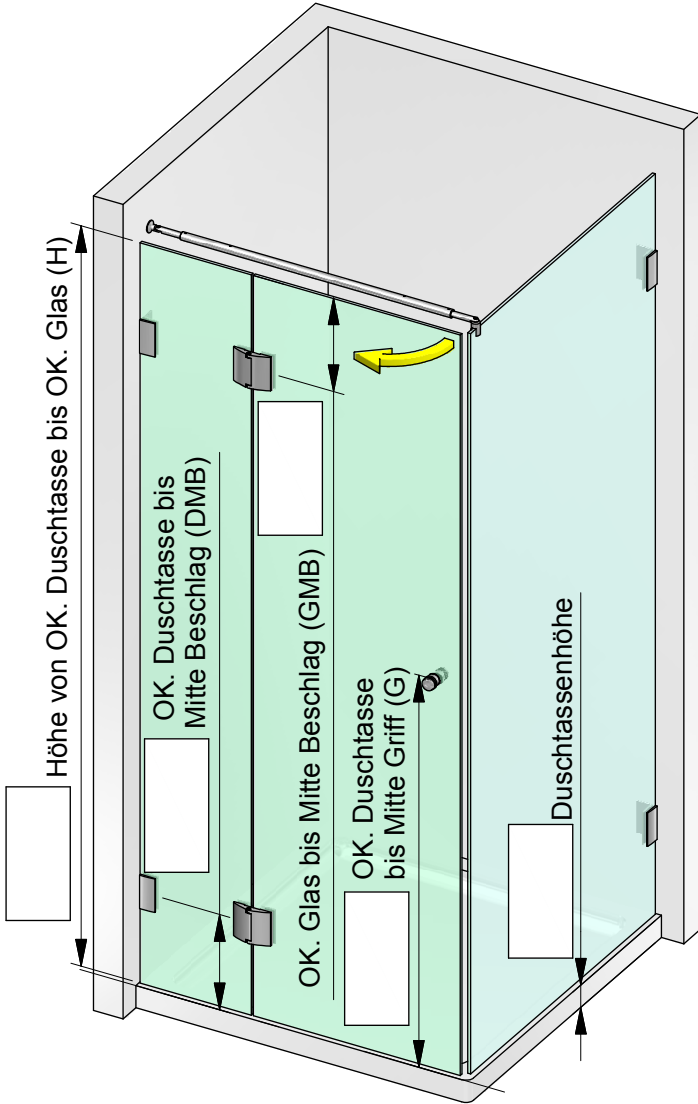 Höhe von OK. Duschtasse bis OK. Glas (H)
OK. Duschtasse bis
Mitte Beschlag (DMB)
OK. Glas bis Mitte Beschlag (GMB)
OK. Duschtasse
bis Mitte Griff (G)
Duschtassenhöhe